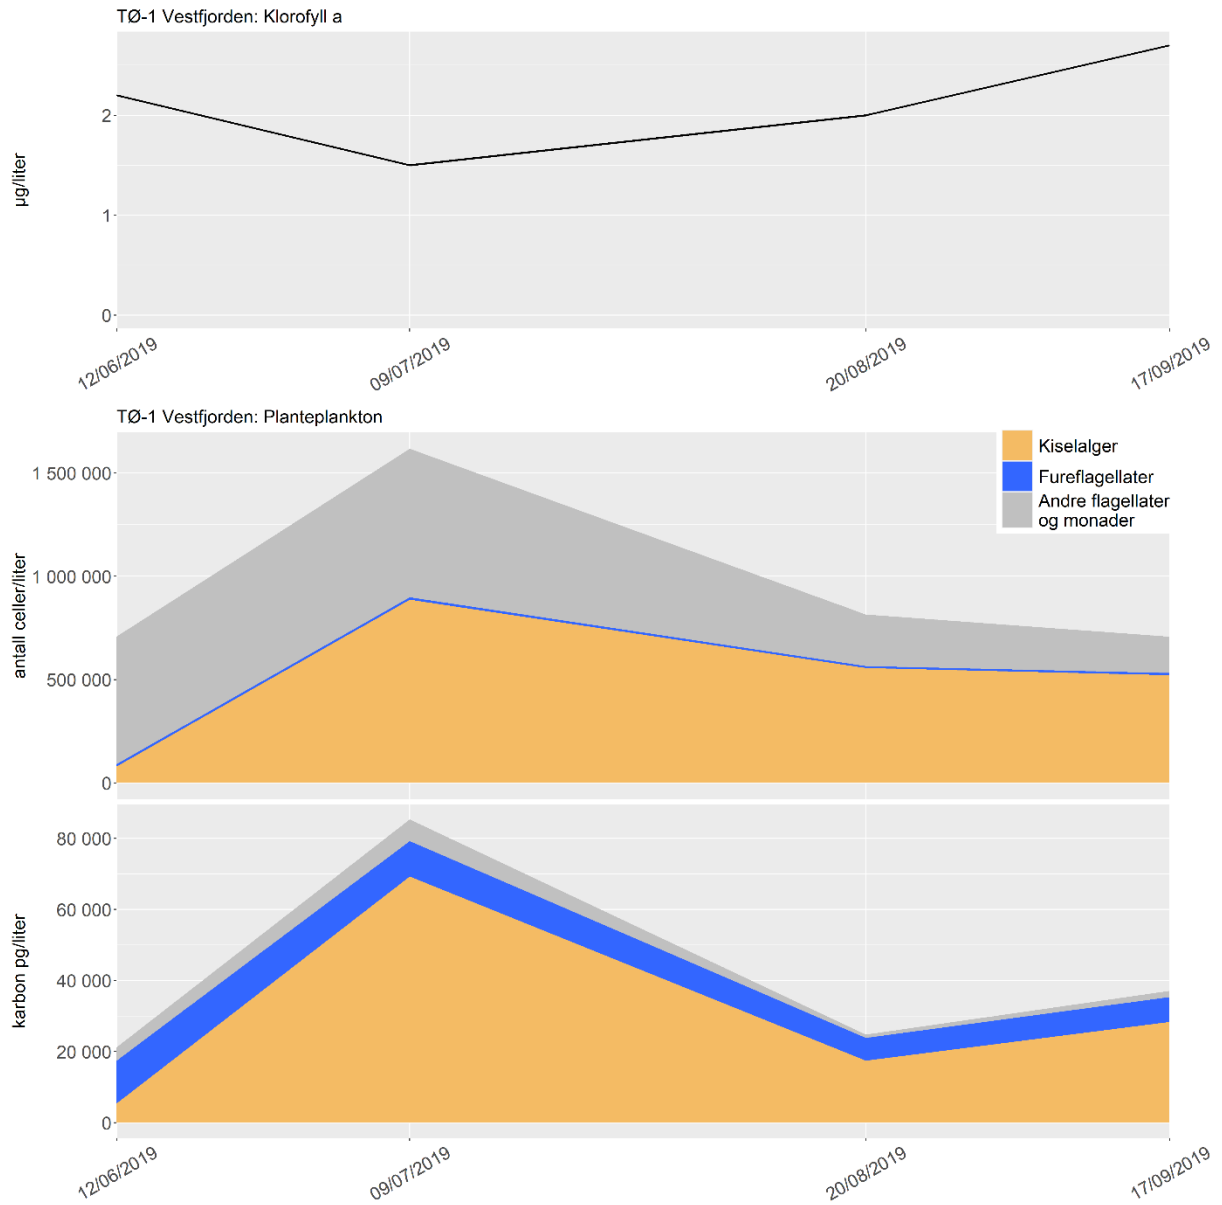 TØ-1 Vestfjorden: Klorofyll a
µg/liter
2
1
0
12/06/2019
09/07/2019
20/08/2019
17/09/2019
TØ-1 Vestfjorden: Planteplankton
Kiselalger
Fureflagellater
Andre flagellater
og monader
antall celler/liter
1 500 000
1 000 000
500 000
0
karbon pg/liter
80 000
60 000
40 000
20 000
0
12/06/2019
09/07/2019
20/08/2019
17/09/2019